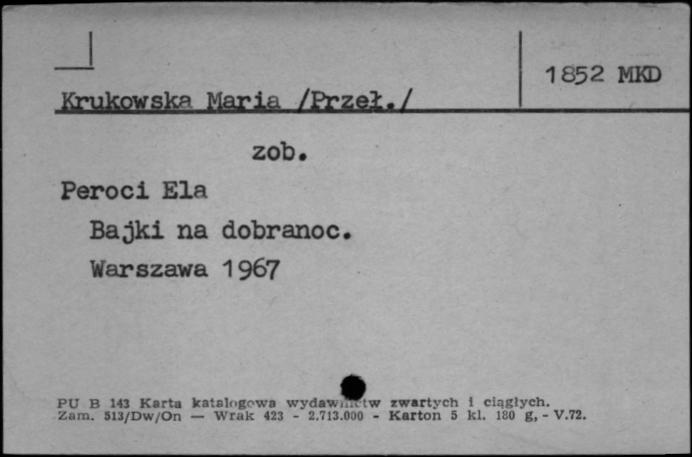 1852 MKD
Krukowska Maria /Przeł./
zob.
Peroci Ela
Bajki na dobranoc.
Warszawa 1967
PU B 143 Karta katalogowa wydawnictw zwartych i ciągłych.
Zam. 513/Dw/On — Wrak 423 - 2.713.000 - Karton 5 kl. 180 g, - V.72.